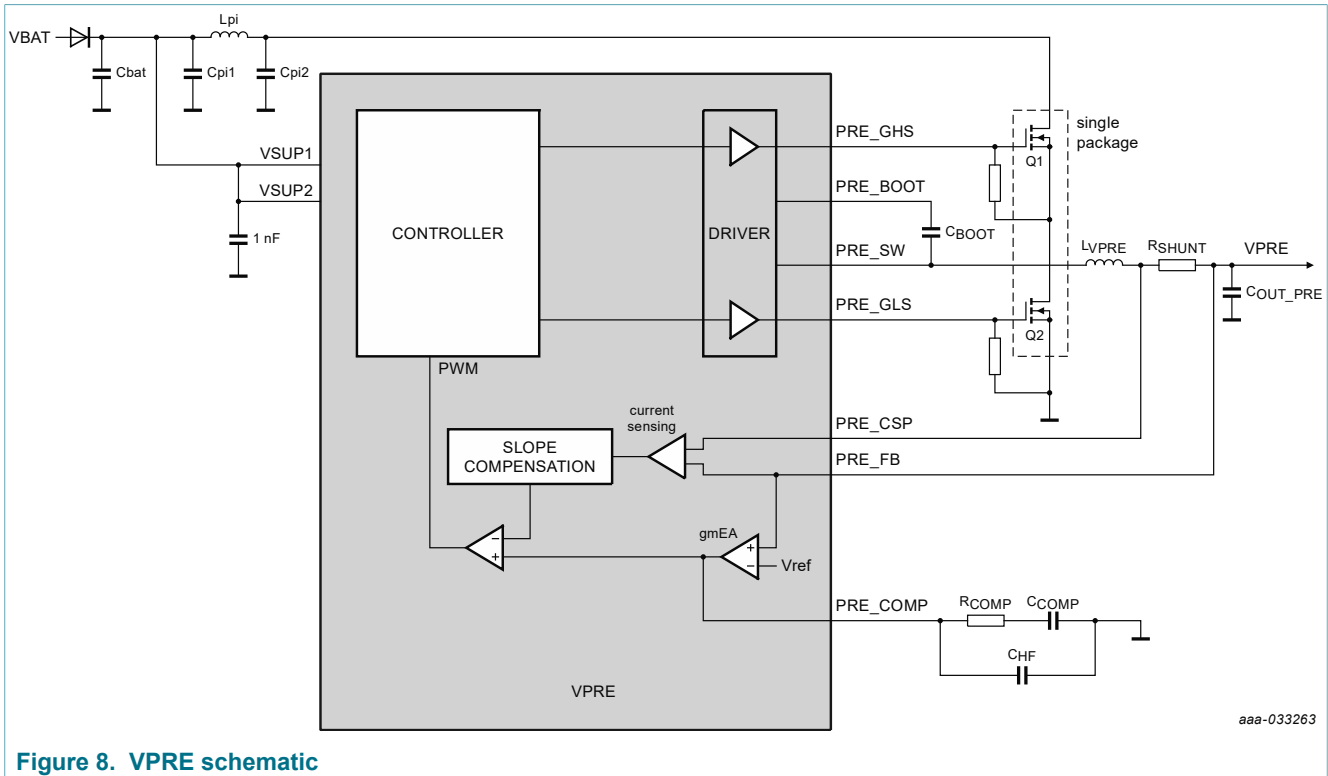 VBAT
Lpi
Cbat
Cpi1
Cpi2
VSUP1
VSUP2
1 nF
CONTROLLER
PWM
DRIVER
PRE_GHS
PRE_BOOT
CBOOT
PRE_SW
PRE_GLS
Q1
single
package
Q2
LVPRE
RSHUNT
VPRE
COUT_PRE
current
sensing
SLOPE
COMPENSATION
PRE_CSP
PRE_FB
gmEA
+
−
Vref
−
+
PRE_COMP
RCOMP
CCOMP
CHF
VPRE
aaa-033263
Figure 8. VPRE schematic